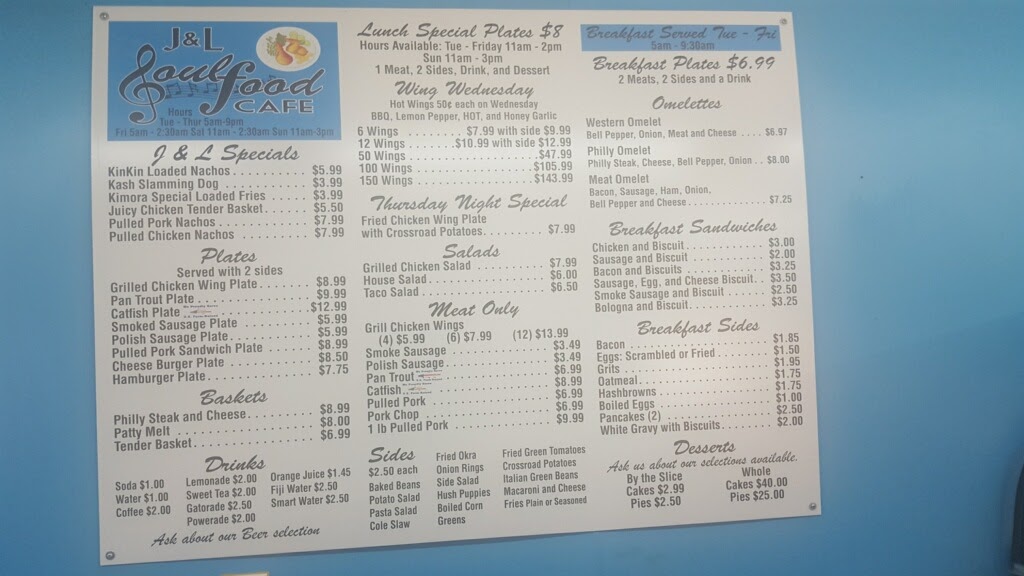 J&L
Soul Food
CAFE
Hours
Tue - Thur 5am-9pm
Fri 5am - 2:30am Sat 11am - 2:30am Sun 11am-3pm
J & L Specials
KinKin Loaded Nachos . . . . . . . . . . $5.99
Kash Slamming Dog . . . . . . . . . . . $3.99
Kimora Special Loaded Fries . . . . . $3.99
Juicy Chicken Tender Basket . . . . . $5.50
Pulled Pork Nachos . . . . . . . . . . . $7.99
Pulled Chicken Nachos . . . . . . . . . $7.99
Plates
Served with 2 sides
Grilled Chicken Wing Plate . . . . . . $8.99
Pan Trout Plate . . . . . . . . . . . . . $9.99
Catfish Plate . . . . . . . . . . . . $12.99
Smoked Sausage Plate . . . . . . . . . $5.99
Polish Sausage Plate . . . . . . . . . . $5.99
Pulled Pork Sandwich Plate . . . . . . $8.99
Cheese Burger Plate . . . . . . . . . . $8.50
Hamburger Plate . . . . . . . . . . . . . $7.75
Baskets
Philly Steak and Cheese . . . . . . . . $8.99
Patty Melt . . . . . . . . . . . . . . . . $8.00
Tender Basket . . . . . . . . . . . . . . $6.99
Drinks
Soda $1.00
Water $1.00
Coffee $2.00
Lemonade $2.00
Sweet Tea $2.00
Gatorade $2.50
Powerade $2.00
Orange Juice $1.45
Fiji Water $2.50
Smart Water $2.50
Ask about our Beer selection
Lunch Special Plates $8
Hours Available: Tue - Friday 11am - 2pm
Sun 11am - 3pm
1 Meat, 2 Sides, Drink, and Dessert
Wing Wednesday
Hot Wings 50¢ each on Wednesday
BBQ, Lemon Pepper, HOT, and Honey Garlic
6 Wings . . . . . . . . $7.99 with side $9.99
12 Wings . . . . . . . $10.99 with side $12.99
50 Wings . . . . . . . . . . . . . . . . . $47.99
100 Wings . . . . . . . . . . . . . . . . $105.99
150 Wings . . . . . . . . . . . . . . . . $143.99
Thursday Night Special
Fried Chicken Wing Plate
with Crossroad Potatoes . . . . . . . . . $7.99
Salads
Grilled Chicken Salad . . . . . . . . . . $7.99
House Salad . . . . . . . . . . . . . . . . $6.00
Taco Salad . . . . . . . . . . . . . . . . . $6.50
Meat Only
Grill Chicken Wings
(4) $5.99 (6) $7.99 (12) $13.99
Smoke Sausage . . . . . . . . . . . . . . $3.49
Polish Sausage . . . . . . . . . . . . . . $3.49
Pan Trout . . . . . . . . . . . . . . . . . $6.99
Catfish . . . . . . . . . . . . . . . . . . $8.99
Pulled Pork . . . . . . . . . . . . . . . . $6.99
Pork Chop . . . . . . . . . . . . . . . . . $6.99
1 lb Pulled Pork . . . . . . . . . . . . . $9.99
Sides
$2.50 each
Baked Beans
Potato Salad
Pasta Salad
Cole Slaw
Fried Okra
Onion Rings
Side Salad
Hush Puppies
Boiled Corn
Greens
Fried Green Tomatoes
Crossroad Potatoes
Italian Green Beans
Macaroni and Cheese
Fries Plain or Seasoned
Breakfast Served Tue - Fri
5am - 9:30am
Breakfast Plates $6.99
2 Meats, 2 Sides and a Drink
Omelettes
Western Omelet
Bell Pepper, Onion, Meat and Cheese . . . . $6.97
Philly Omelet
Philly Steak, Cheese, Bell Pepper, Onion . . $8.00
Meat Omelet
Bacon, Sausage, Ham, Onion,
Bell Pepper and Cheese . . . . . . . . . . $7.25
Breakfast Sandwiches
Chicken and Biscuit . . . . . . . . . . $3.00
Sausage and Biscuit . . . . . . . . . . $2.00
Bacon and Biscuits . . . . . . . . . . . $3.25
Sausage, Egg, and Cheese Biscuit . . $3.50
Smoke Sausage and Biscuit . . . . . . $2.50
Bologna and Biscuit . . . . . . . . . . $3.25
Breakfast Sides
Bacon . . . . . . . . . . . . . . . . . . . $1.85
Eggs: Scrambled or Fried . . . . . . . $1.50
Grits . . . . . . . . . . . . . . . . . . . $1.95
Oatmeal . . . . . . . . . . . . . . . . . $1.75
Hashbrowns . . . . . . . . . . . . . . . $1.75
Boiled Eggs . . . . . . . . . . . . . . . $1.00
Pancakes (2) . . . . . . . . . . . . . . $2.50
White Gravy with Biscuits . . . . . . . $2.00
Desserts
Ask us about our selections available.
By the Slice
Cakes $2.99
Pies $2.50
Whole
Cakes $40.00
Pies $25.00